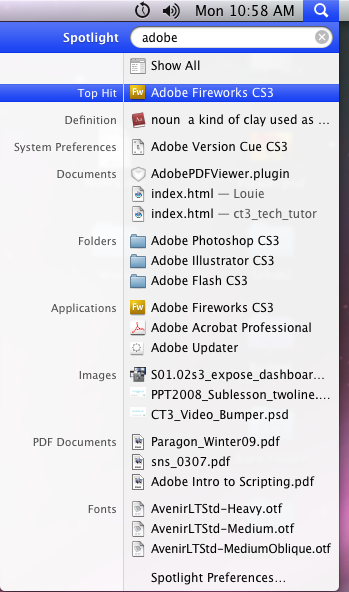 Mon 10:58 AM
Spotlight adobe
Show All
Top Hit Adobe Fireworks CS3
Definition noun a kind of clay used as ...
System Preferences Adobe Version Cue CS3
Documents AdobePDFViewer.plugin
index.html — Louie
index.html — ct3_tech_tutor
Folders Adobe Photoshop CS3
Adobe Illustrator CS3
Adobe Flash CS3
Applications Adobe Fireworks CS3
Adobe Acrobat Professional
Adobe Updater
Images S01.02s3_expose_dashboar...
PPT2008_Sublesson_twoline....
CT3_Video_Bumper.psd
PDF Documents Paragon_Winter09.pdf
sns_0307.pdf
Adobe Intro to Scripting.pdf
Fonts AvenirLTStd-Heavy.otf
AvenirLTStd-Medium.otf
AvenirLTStd-MediumOblique.otf
Spotlight Preferences...